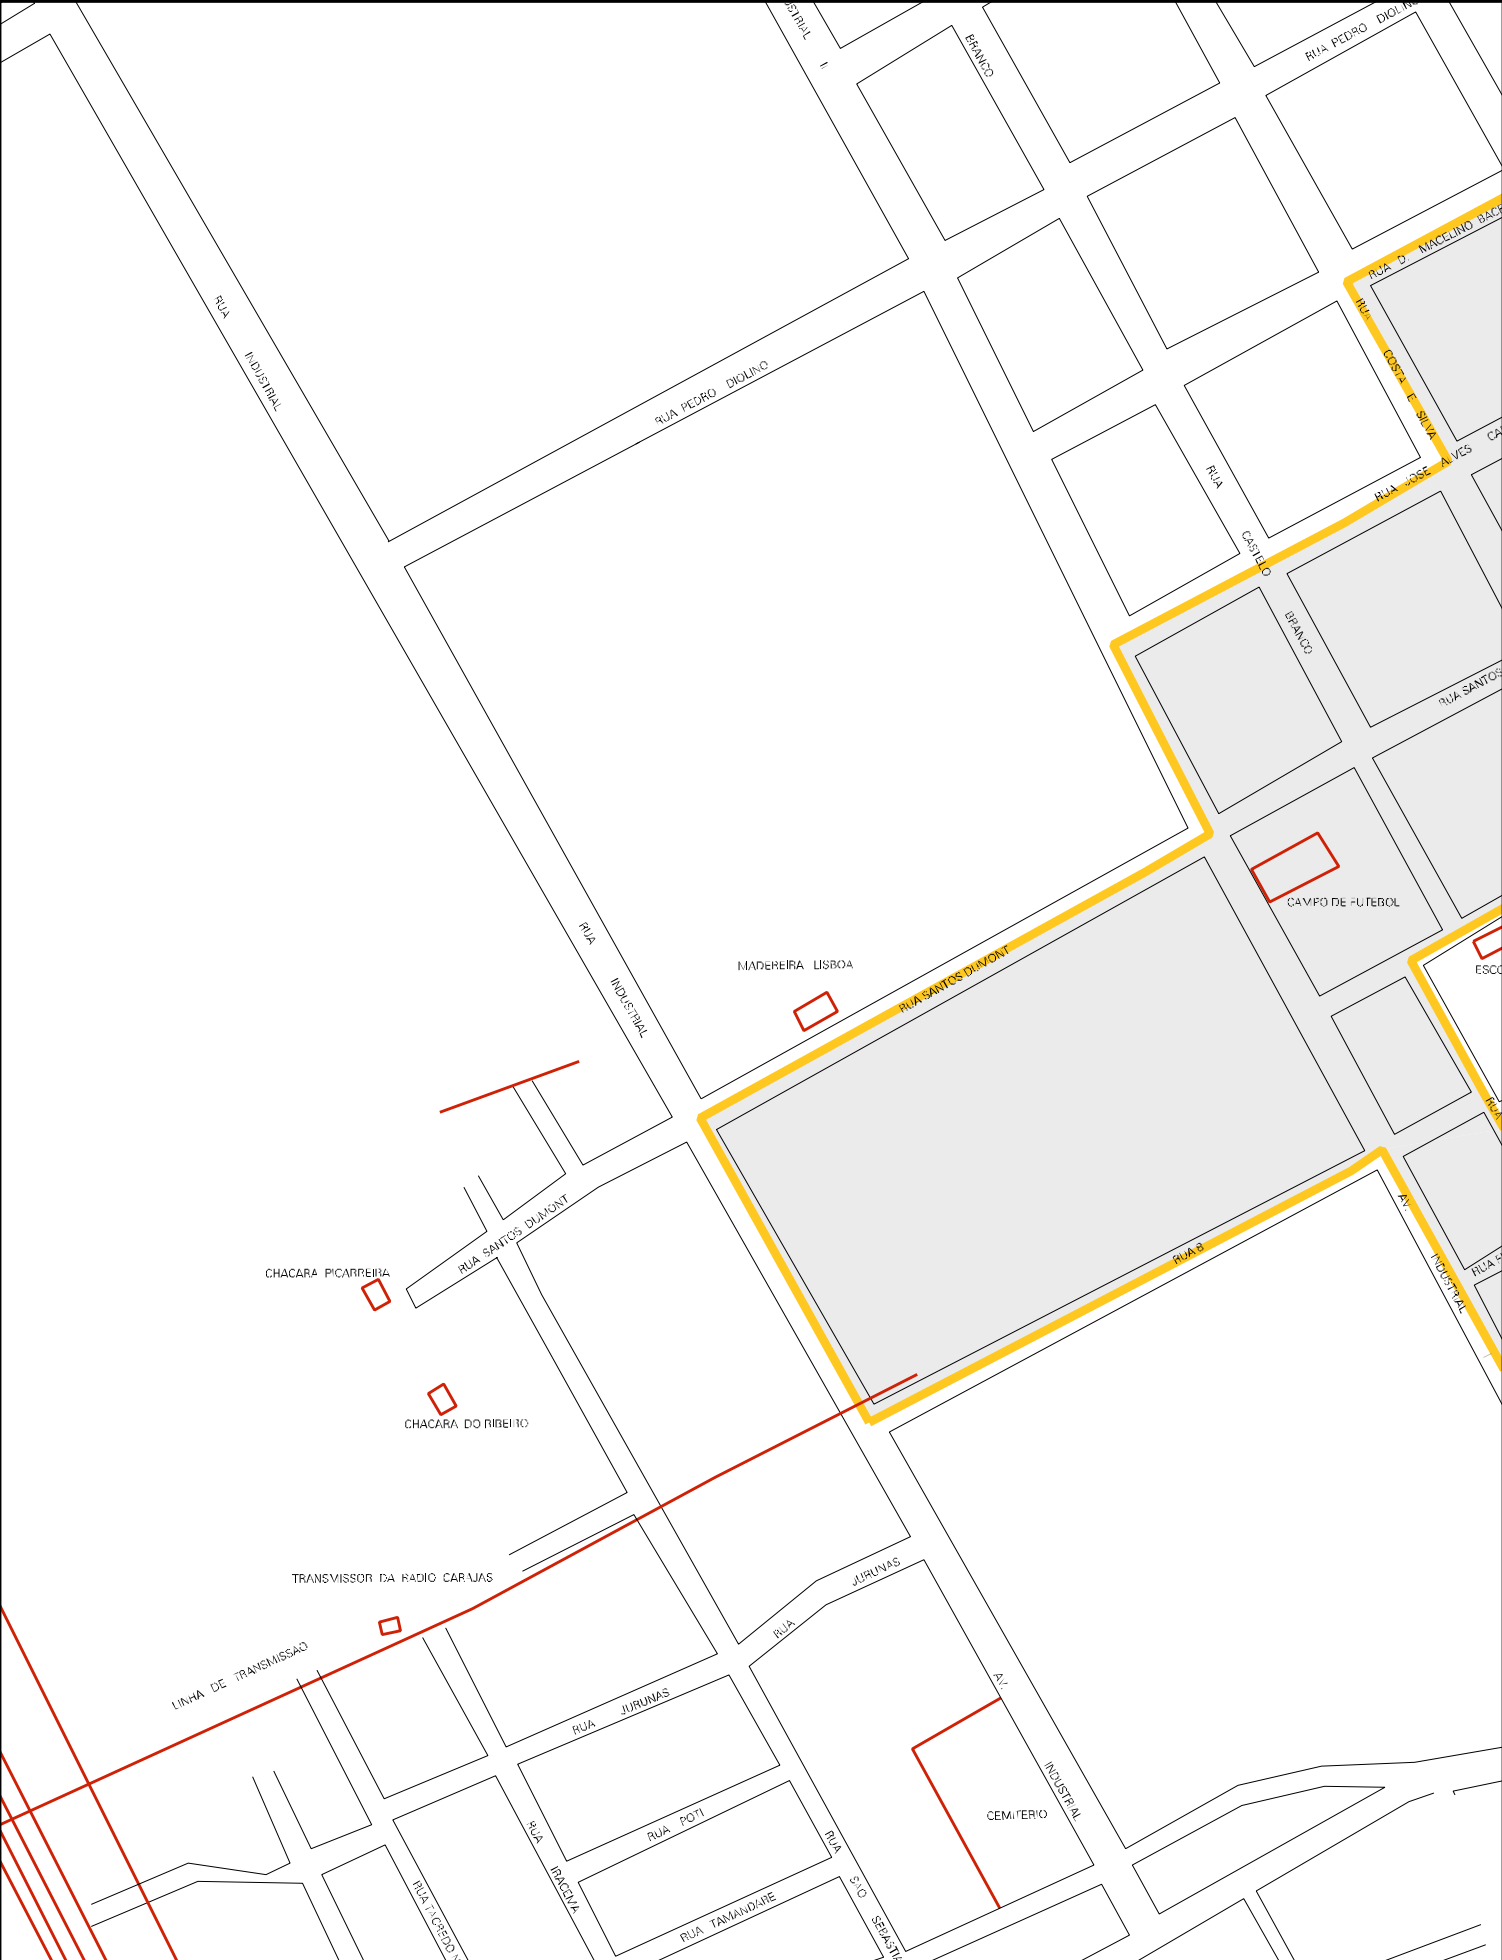 BRANCO
RUA PEDRO
RUA D. MACELINO
RUA INDUSTRIAL
RUA COSTA E SILVA
RUA PEDRO DIOLINO
RUA JOSE ALVES
RUA CASTELO BRANCO
RUA SANTOS
CAMPO DE FUTEBOL
RUA INDUSTRIAL
MADEREIRA LISBOA
RUA SANTOS DUMONT
RUA
AV. INDUSTRIAL
RUA SANTOS DUMONT
RUA 8
CHACARA PICARREIRA
CHACARA DO RIBEIRO
TRANSMISSOR DA RADIO CARAJAS
RUA JURUNAS
LINHA DE TRANSMISSAO
RUA JURUNAS
AV. INDUSTRIAL
CEMITERIO
RUA POTI
RUA IRACEMA
RUA SAO
RUA TAMANDARE